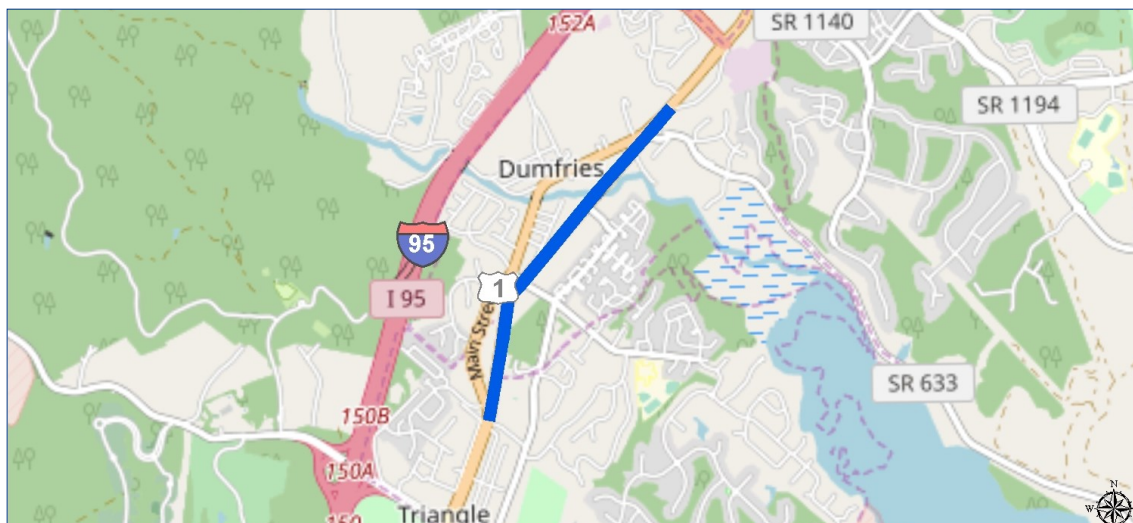 152A
SR 1140
SR 1194
Dumfries
95
I 95
1
Main Stre
SR 633
150B
150A
150
Triangle
N
W